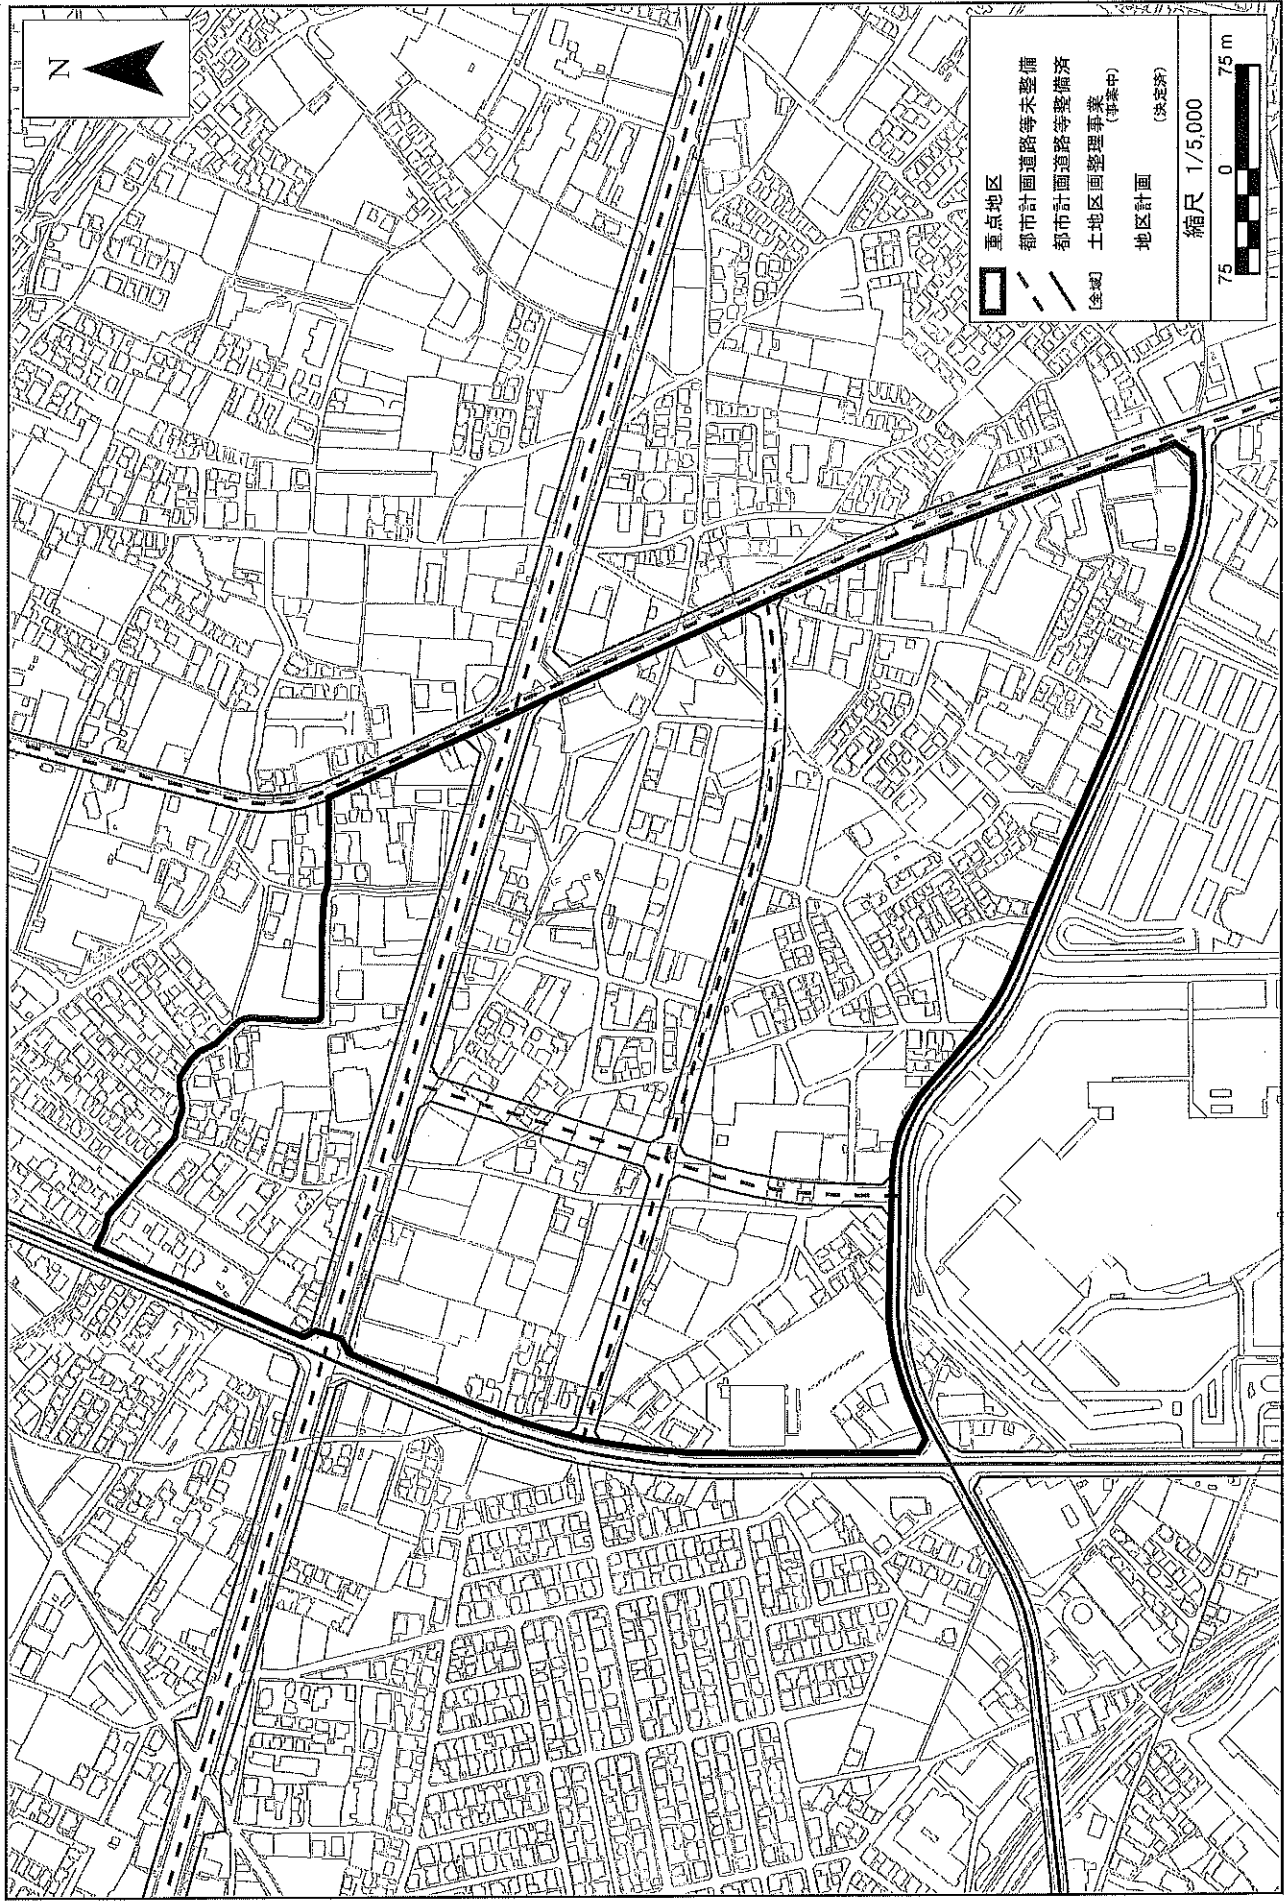 N
重点地区
都市計画道路等未整備
都市計画道路等整備済
[全域] 土地区画整理事業
(事業中)
地区計画
(決定済)
縮尺 1/5,000
75 0 75 m